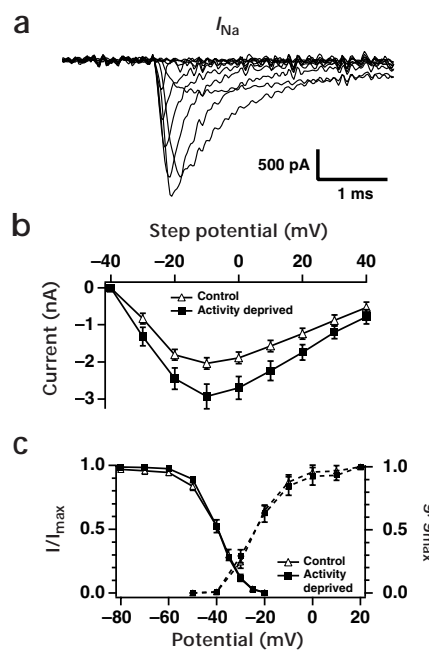 a
I Na
500 pA
1 ms
b
Step potential (mV)
−40 −20 0 20 40
0
−1
−2
−3
Current (nA)
Control
Activity deprived
c
1.0
0.5
0.0
I/Imax
1.0
0.5
0.0
g/gmax
Control
Activity
deprived
−80 −60 −40 −20 0 20
Potential (mV)